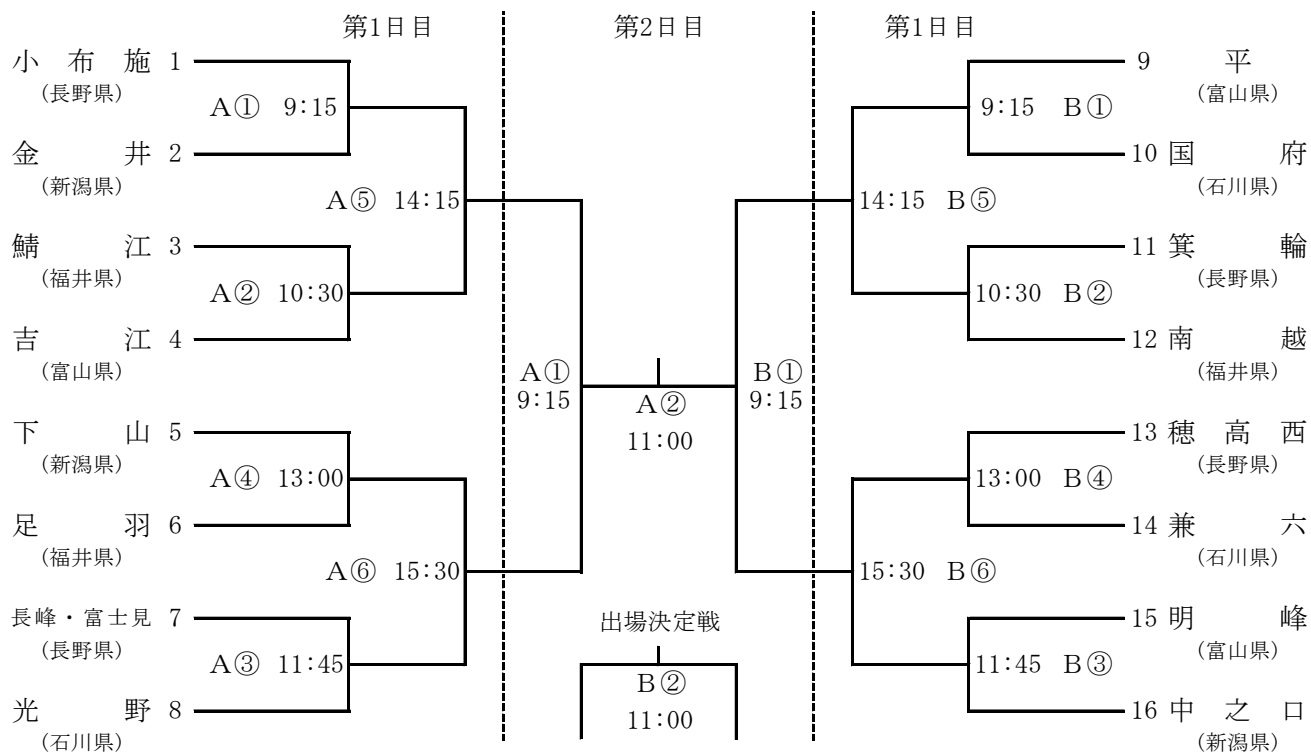 第1日目 第2日目 第1日目
小布施 1
(長野県)
A① 9:15
金井 2
(新潟県)
A⑤ 14:15
鯖江 3
(福井県)
A② 10:30
吉江 4
(富山県)
下山 5
(新潟県)
A④ 13:00
足羽 6
(福井県)
A⑥ 15:30
長峰・富士見 7
(長野県)
A③ 11:45
光野 8
(石川県)
A①
9:15
A②
11:00
B①
9:15
出場決定戦
B②
11:00
9 平
(富山県)
9:15 B①
10 国府
(石川県)
14:15 B⑤
11 箕輪
(長野県)
10:30 B②
12 南越
(福井県)
13 穂高西
(長野県)
13:00 B④
14 兼六
(石川県)
15:30 B⑥
15 明峰
(富山県)
11:45 B③
16 中之口
(新潟県)